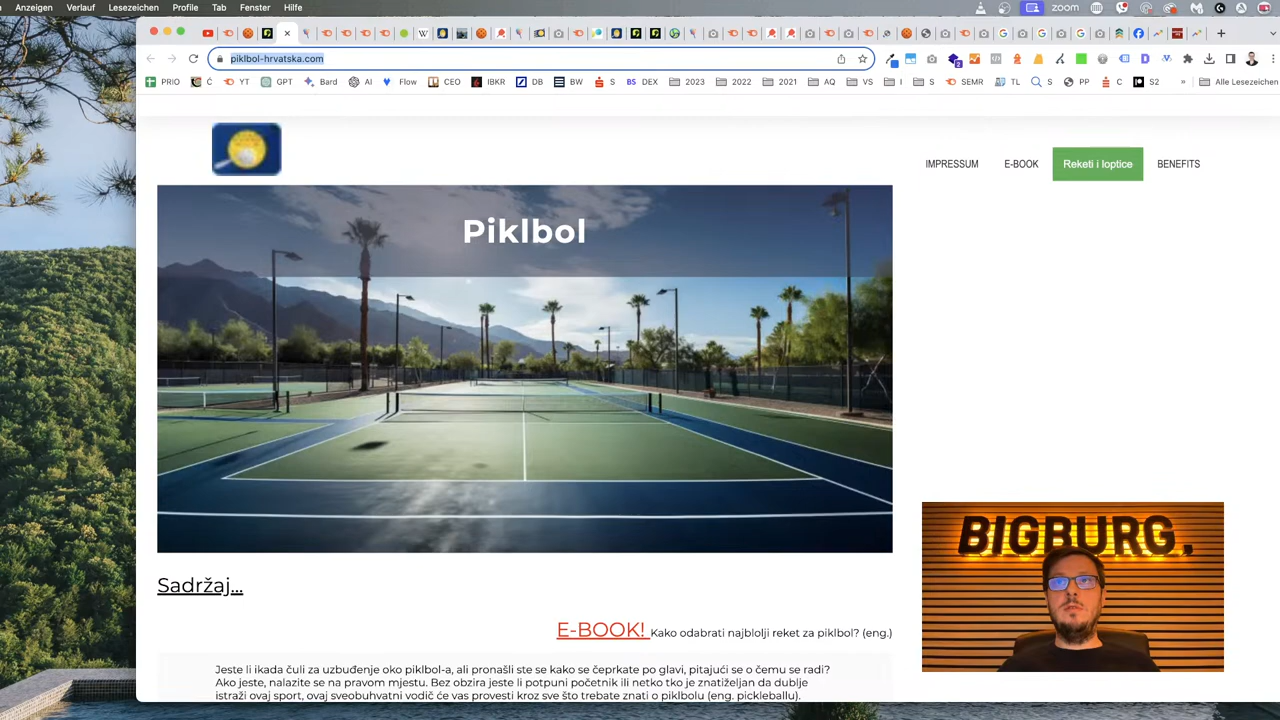 Anzeigen Verlauf Lesezeichen Profile Tab Fenster Hilfe
zoom
piklbol-hrvatska.com
PRIO Ć YT GPT Bard AI Flow CEO IBKR DB BW S BS DEX 2023 2022 2021 AQ VS I S SEMR TL S PP C S2 » Alle Lesezeichen
IMPRESSUM E-BOOK Reketi i loptice BENEFITS
Piklbol
Sadržaj...
E-BOOK! Kako odabrati najblolji reket za piklbol? (eng.)
Jeste li ikada čuli za uzbuđenje oko piklbol-a, ali pronašli ste se kako se čeprkate po glavi, pitajući se o čemu se radi?
Ako jeste, nalazite se na pravom mjestu. Bez obzira jeste li potpuni početnik ili netko tko je znatiželjan da dublje
istraži ovaj sport, ovaj sveobuhvatni vodič će vas provesti kroz sve što trebate znati o piklbolu (eng. pickleballu).
BIGBURG.